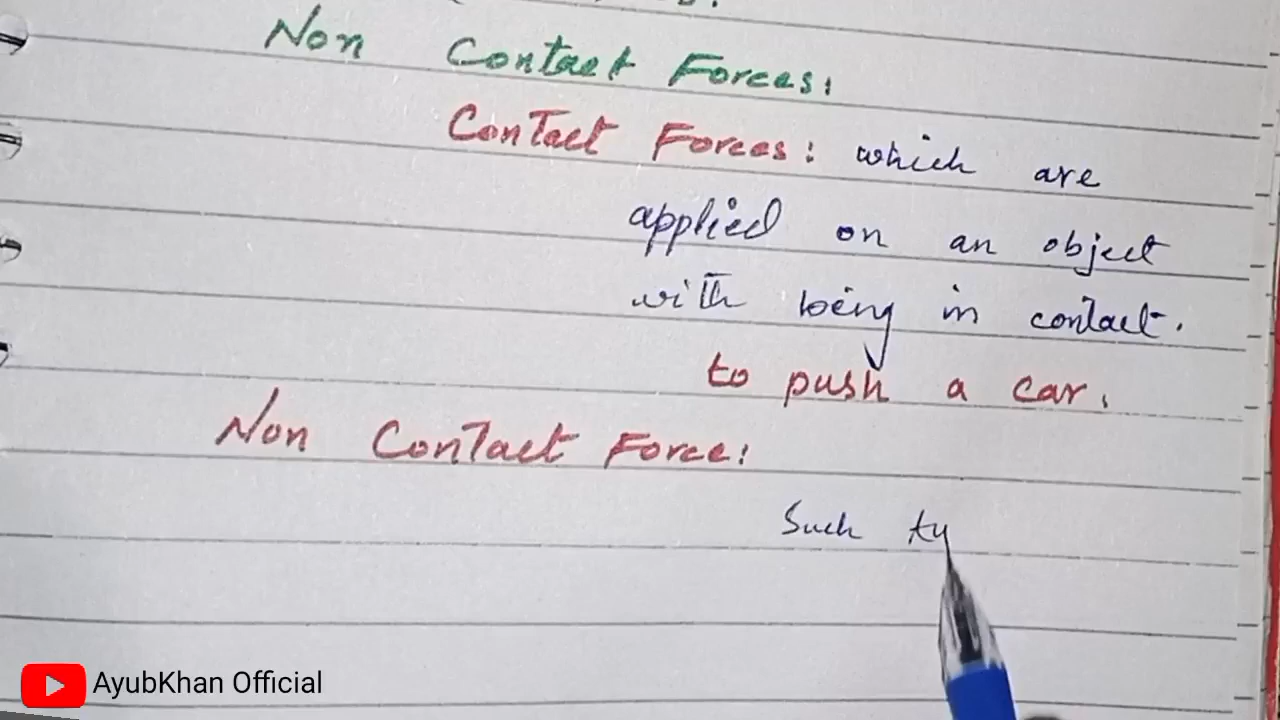 Non Contact Forces:
Contact Forces: which are
applied on an object
with being in contact.
to push a car.
Non Contact Force:
Such ty
AyubKhan Official